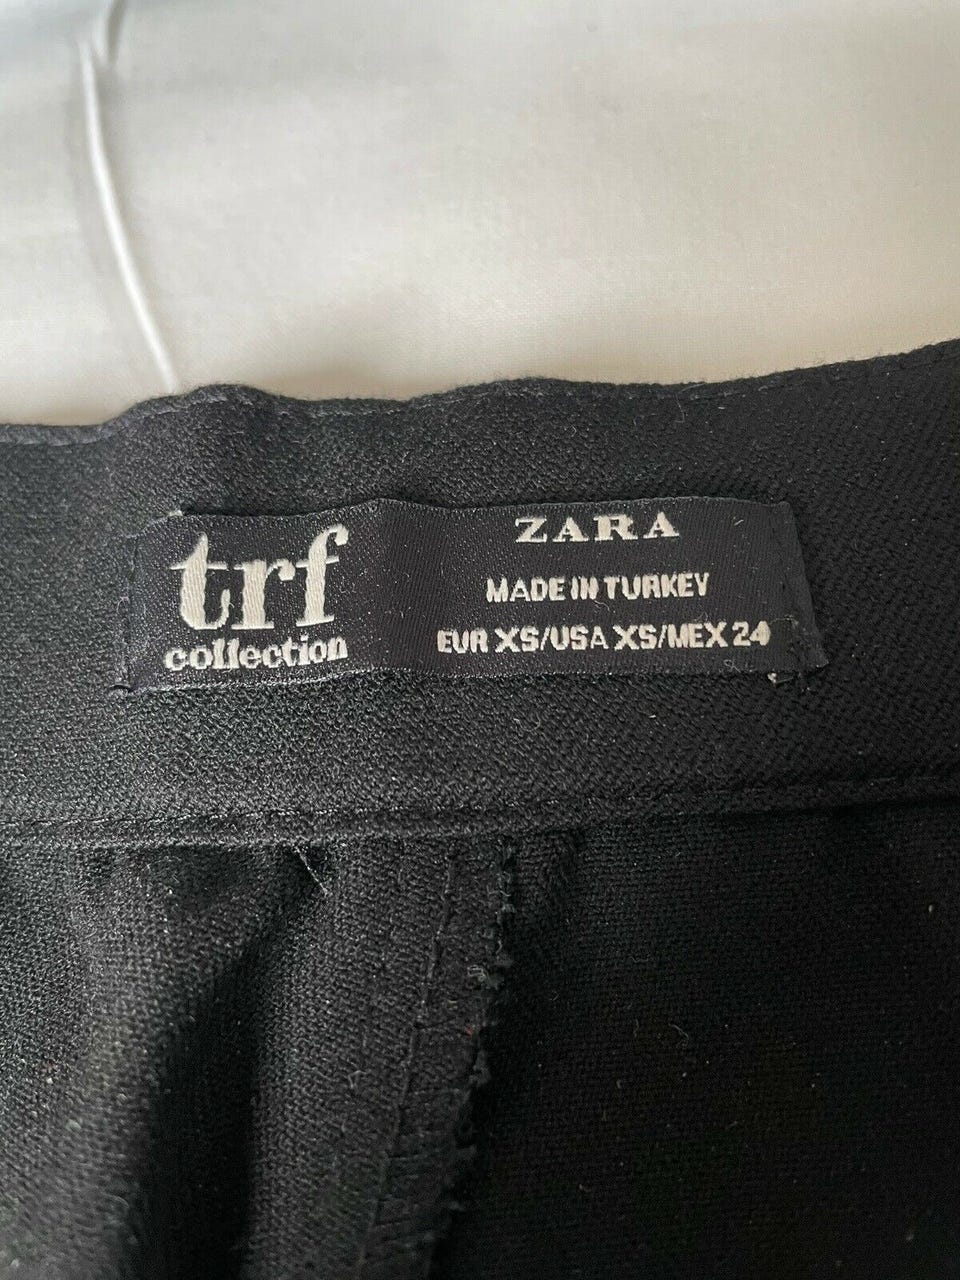 trf
collection
ZARA
MADE IN TURKEY
EUR XS/USA XS/MEX 24